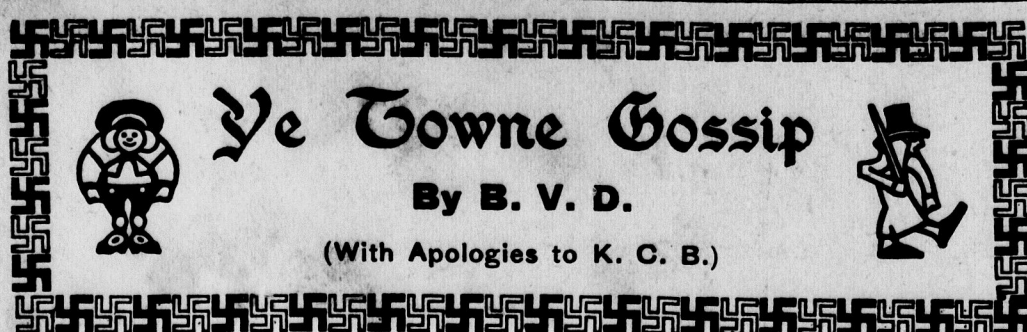 Ye Towne Gossip
By B. V. D.
(With Apologies to K. C. B.)